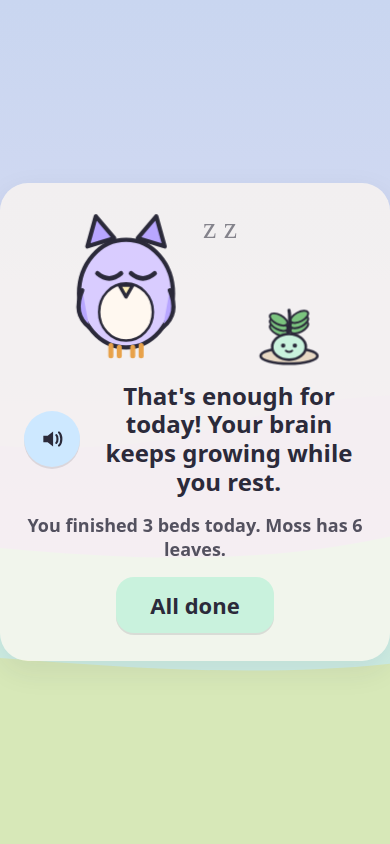 z z
That's enough for
today! Your brain
keeps growing while
you rest.
You finished 3 beds today. Moss has 6
leaves.
All done